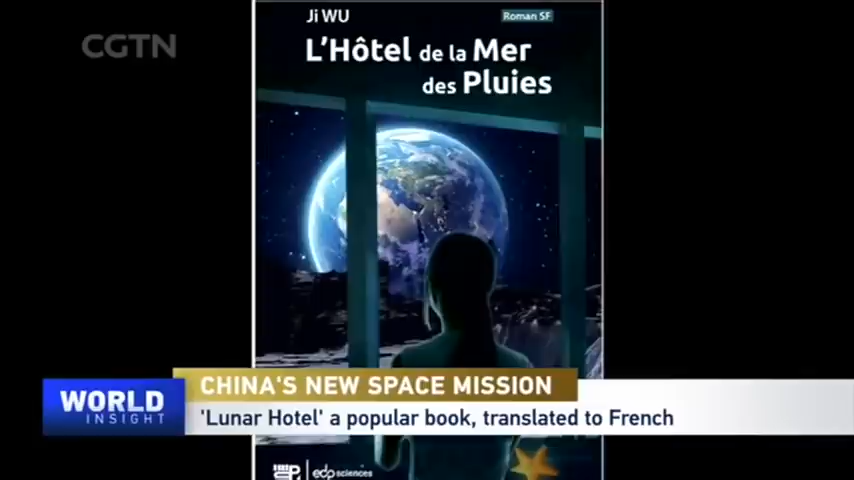 CGTN
Ji WU
Roman SF
L'Hôtel de la Mer
des Pluies
CHINA'S NEW SPACE MISSION
WORLD
INSIGHT
'Lunar Hotel' a popular book, translated to French
edp sciences